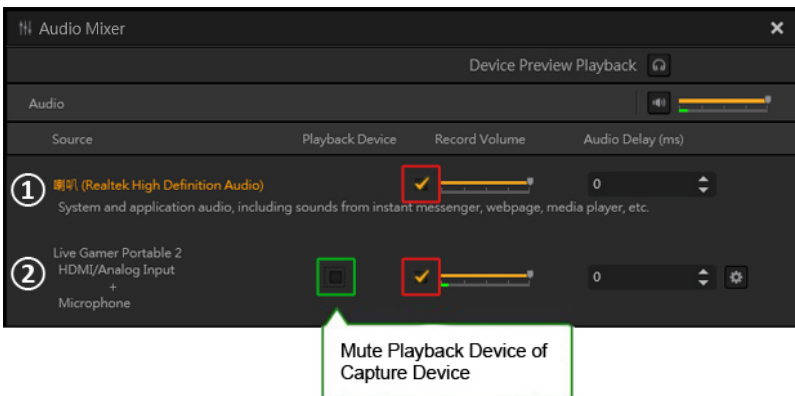 Audio Mixer
Device Preview Playback
Audio
Source Playback Device Record Volume Audio Delay (ms)
1 喇叭 (Realtek High Definition Audio) 0
System and application audio, including sounds from instant messenger, webpage, media player, etc.
Live Gamer Portable 2
2 HDMI/Analog Input 0
+
Microphone
Mute Playback Device of
Capture Device